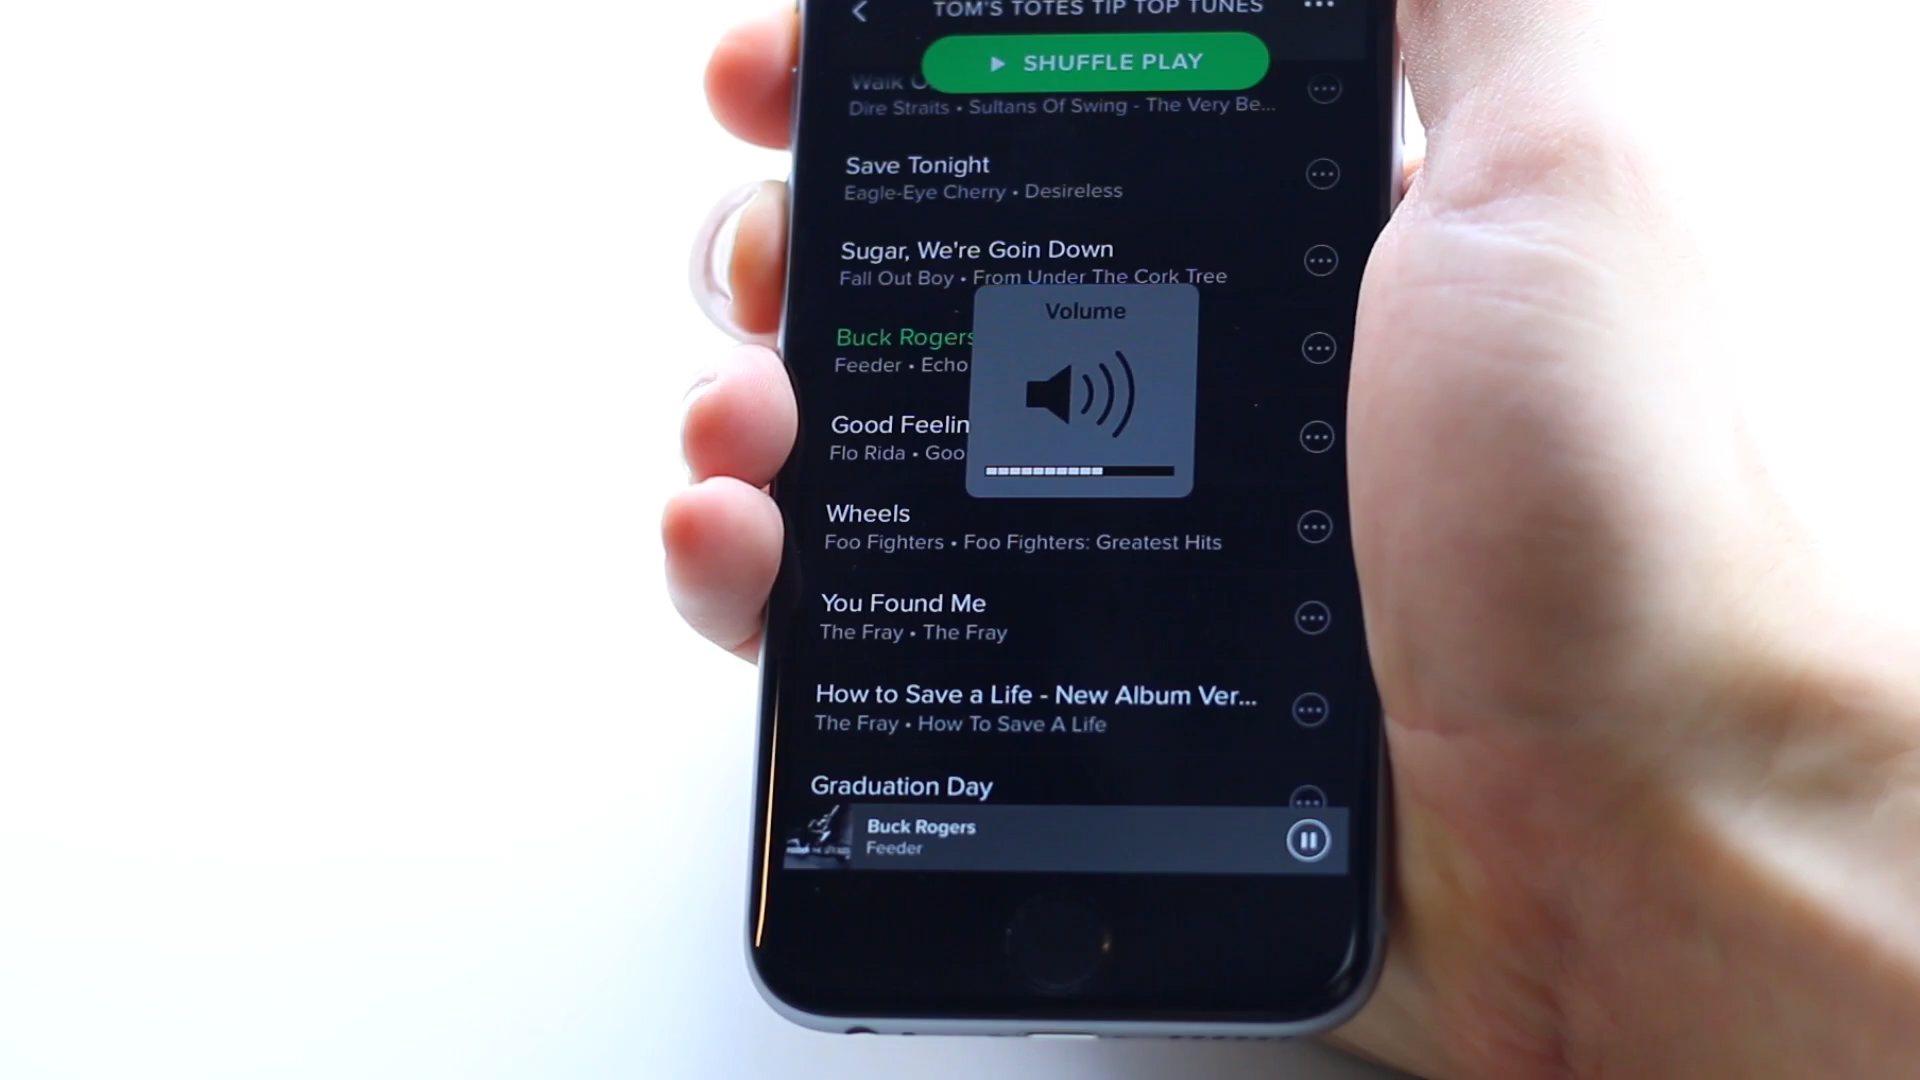 TOM'S TOTES TIP TOP TUNES
SHUFFLE PLAY
Walk
Dire Straits • Sultans Of Swing - The Very Be...
Save Tonight
Eagle-Eye Cherry • Desireless
Sugar, We're Goin Down
Fall Out Boy • From Under The Cork Tree
Volume
Buck Rogers
Feeder • Echo
Good Feelin
Flo Rida • Goo
Wheels
Foo Fighters • Foo Fighters: Greatest Hits
You Found Me
The Fray • The Fray
How to Save a Life - New Album Ver...
The Fray • How To Save A Life
Graduation Day
Buck Rogers
Feeder